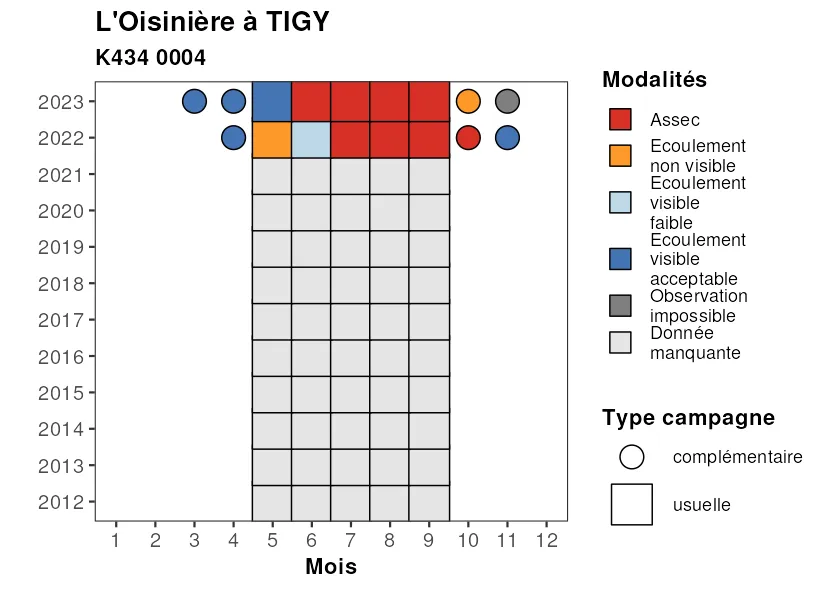 L'Oisinière à TIGY
K434 0004
2023
2022
2021
2020
2019
2018
2017
2016
2015
2014
2013
2012
1 2 3 4 5 6 7 8 9 10 11 12
Mois
Modalités
Assec
Ecoulement
non visible
Ecoulement
visible
faible
Ecoulement
visible
acceptable
Observation
impossible
Donnée
manquante
Type campagne
complémentaire
usuelle